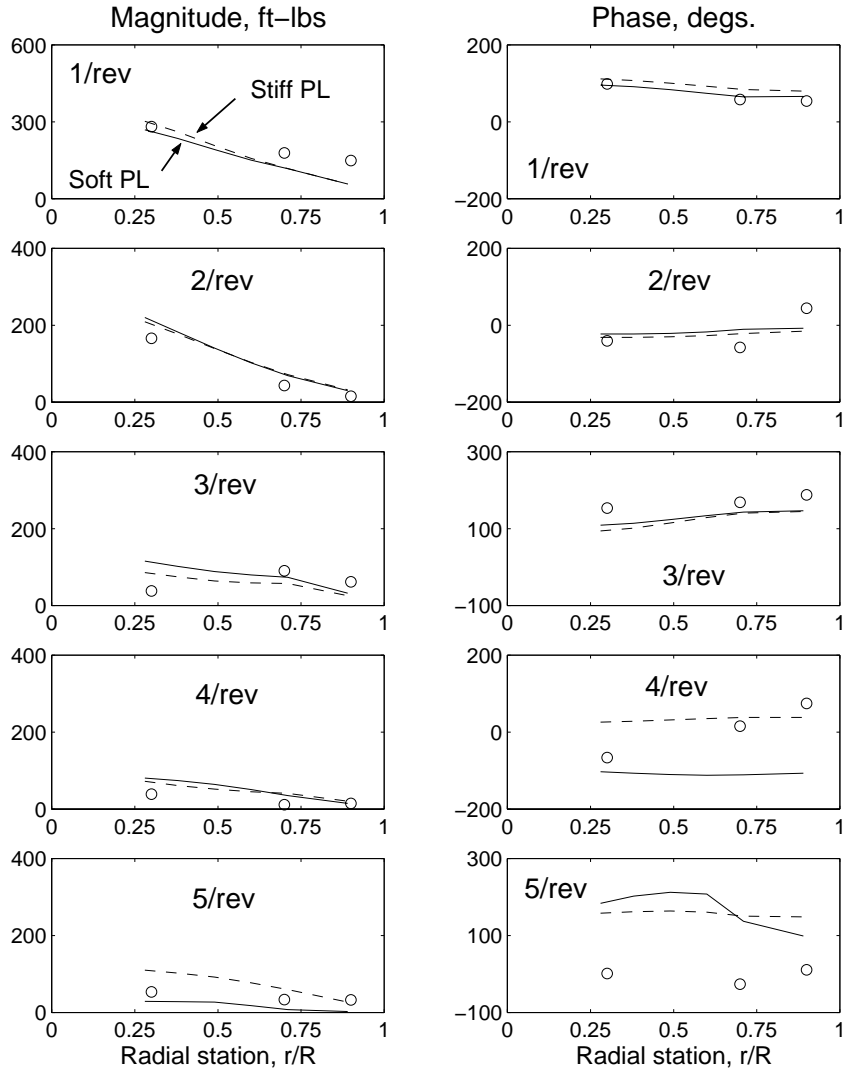 Magnitude, ft−lbs
Phase, degs.
600
300
0
1/rev
Stiff PL
Soft PL
0 0.25 0.5 0.75 1
200
0
−200
1/rev
0 0.25 0.5 0.75 1
400
200
0
2/rev
0 0.25 0.5 0.75 1
200
0
−200
2/rev
0 0.25 0.5 0.75 1
400
200
0
3/rev
0 0.25 0.5 0.75 1
300
100
−100
3/rev
0 0.25 0.5 0.75 1
400
200
0
4/rev
0 0.25 0.5 0.75 1
200
0
−200
4/rev
0 0.25 0.5 0.75 1
400
200
0
5/rev
0 0.25 0.5 0.75 1
Radial station, r/R
300
100
−100
5/rev
0 0.25 0.5 0.75 1
Radial station, r/R